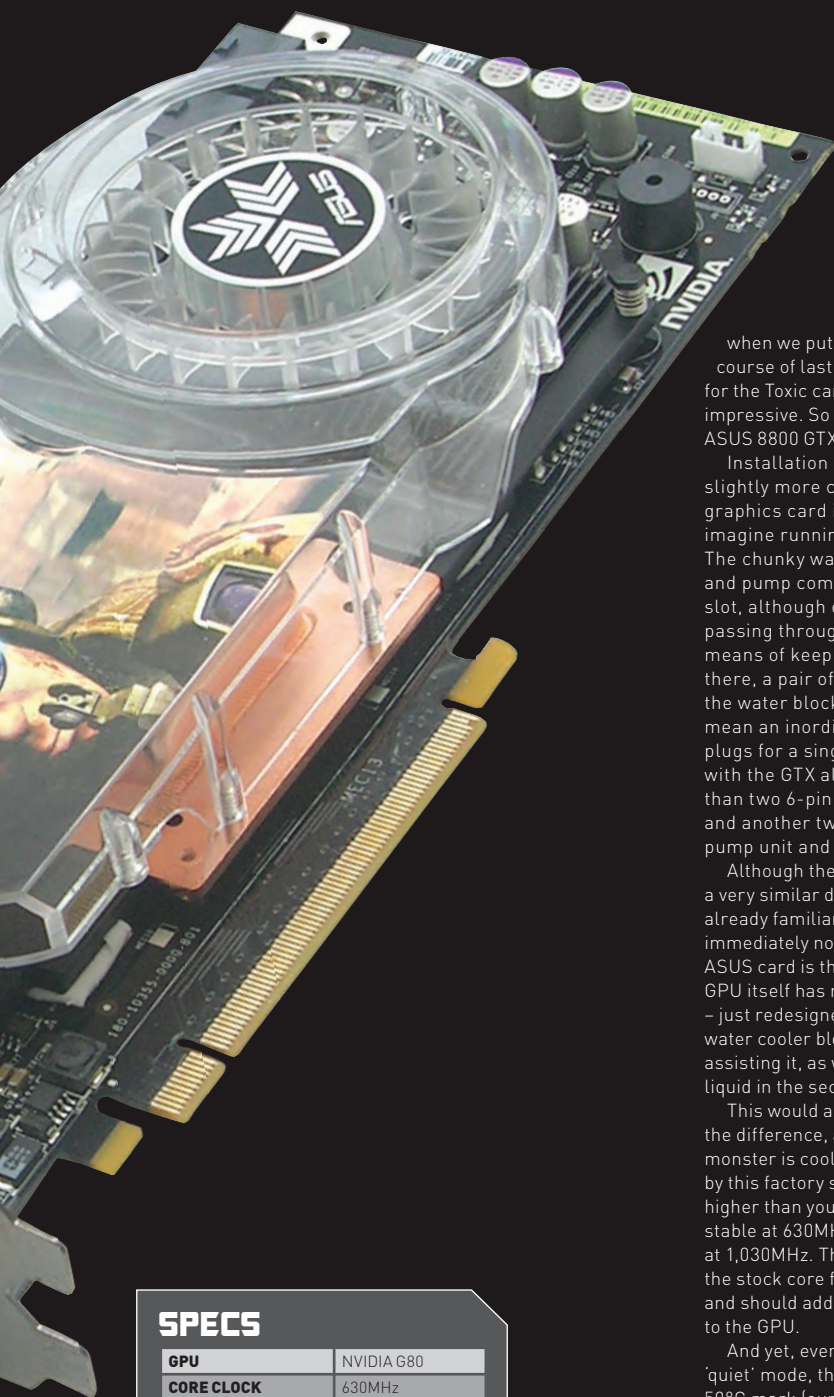 ASUS
NVIDIA.
MEC13
180-10355-0000-B01
when we put
course of last
for the Toxic car
impressive. So
ASUS 8800 GTX
Installation
slightly more c
graphics card i
imagine runnin
The chunky wa
and pump com
slot, although o
passing throug
means of keep
there, a pair of
the water block
mean an inordi
plugs for a sing
with the GTX al
than two 6-pin
and another tw
pump unit and
Although the
a very similar d
already familiar
immediately no
ASUS card is th
GPU itself has r
– just redesigne
water cooler blo
assisting it, as w
liquid in the sec
This would a
the difference, a
monster is cool
by this factory s
higher than you
stable at 630MH
at 1,030MHz. Th
the stock core f
and should add
to the GPU.
And yet, ever
'quiet' mode, th
SPECS
GPU NVIDIA G80
CORE CLOCK 630MHz